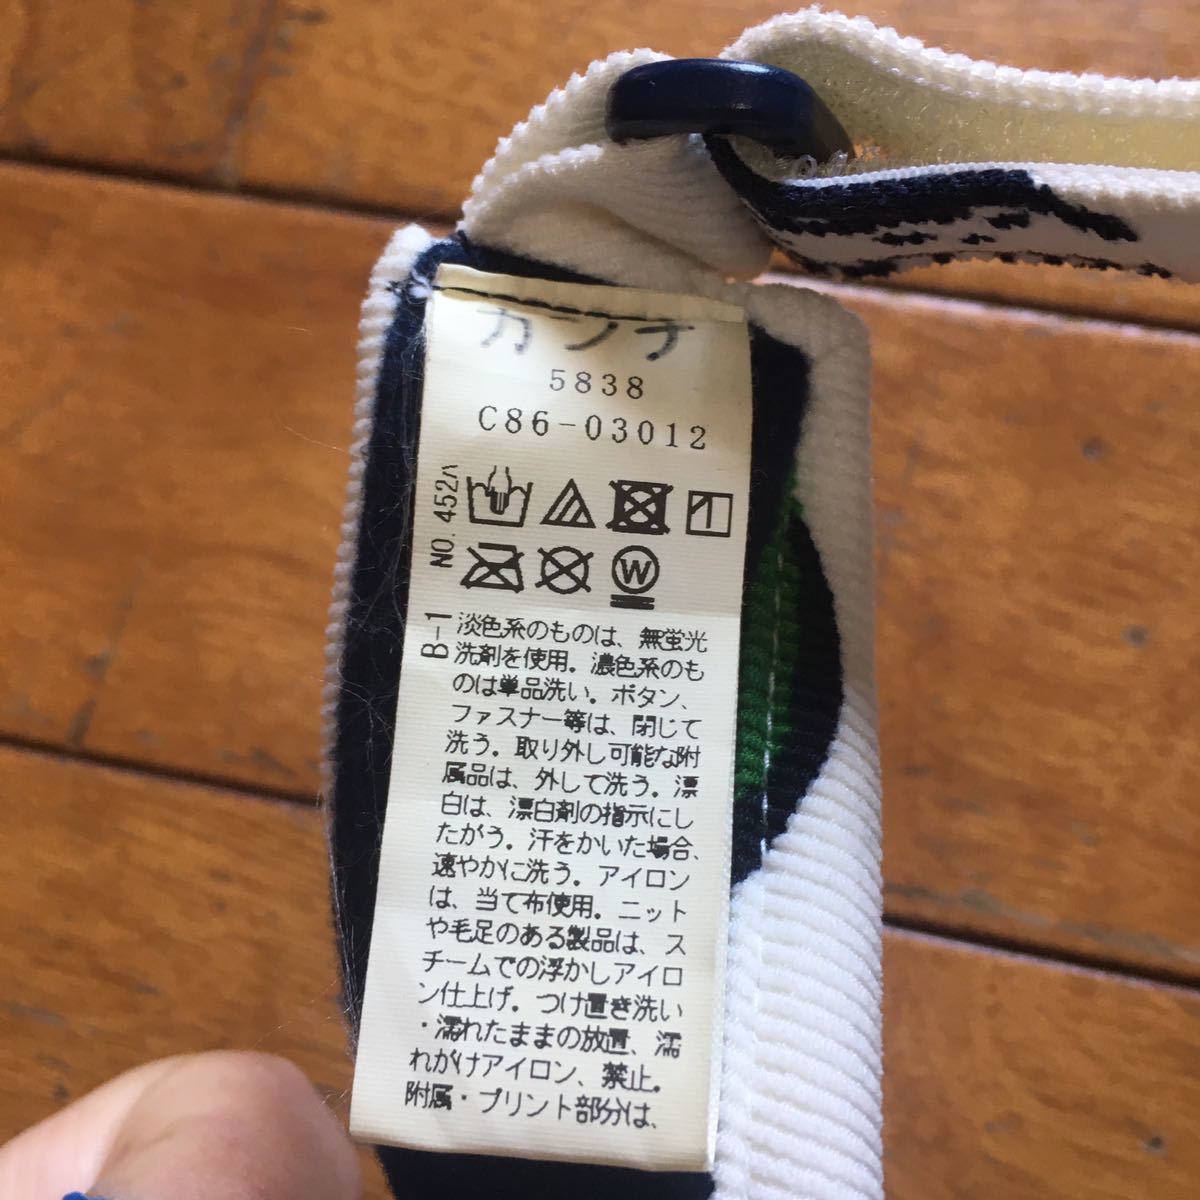 カンナ
5838
C86-03012
NO.452ハ
W
B-1
淡色系のものは、無蛍光
洗剤を使用。濃色系のも
のは単品洗い。ボタン、
ファスナー等は、閉じて
洗う。取り外し可能な附
属品は、外して洗う。漂
白は、漂白剤の指示にし
たがう。汗をかいた場合、
速やかに洗う。アイロン
は、当て布使用。ニット
や毛足のある製品は、ス
チームでの浮かしアイロ
ン仕上げ。つけ置き洗い
・濡れたままの放置、濡
れがけアイロン、禁止。
附属・プリント部分は、